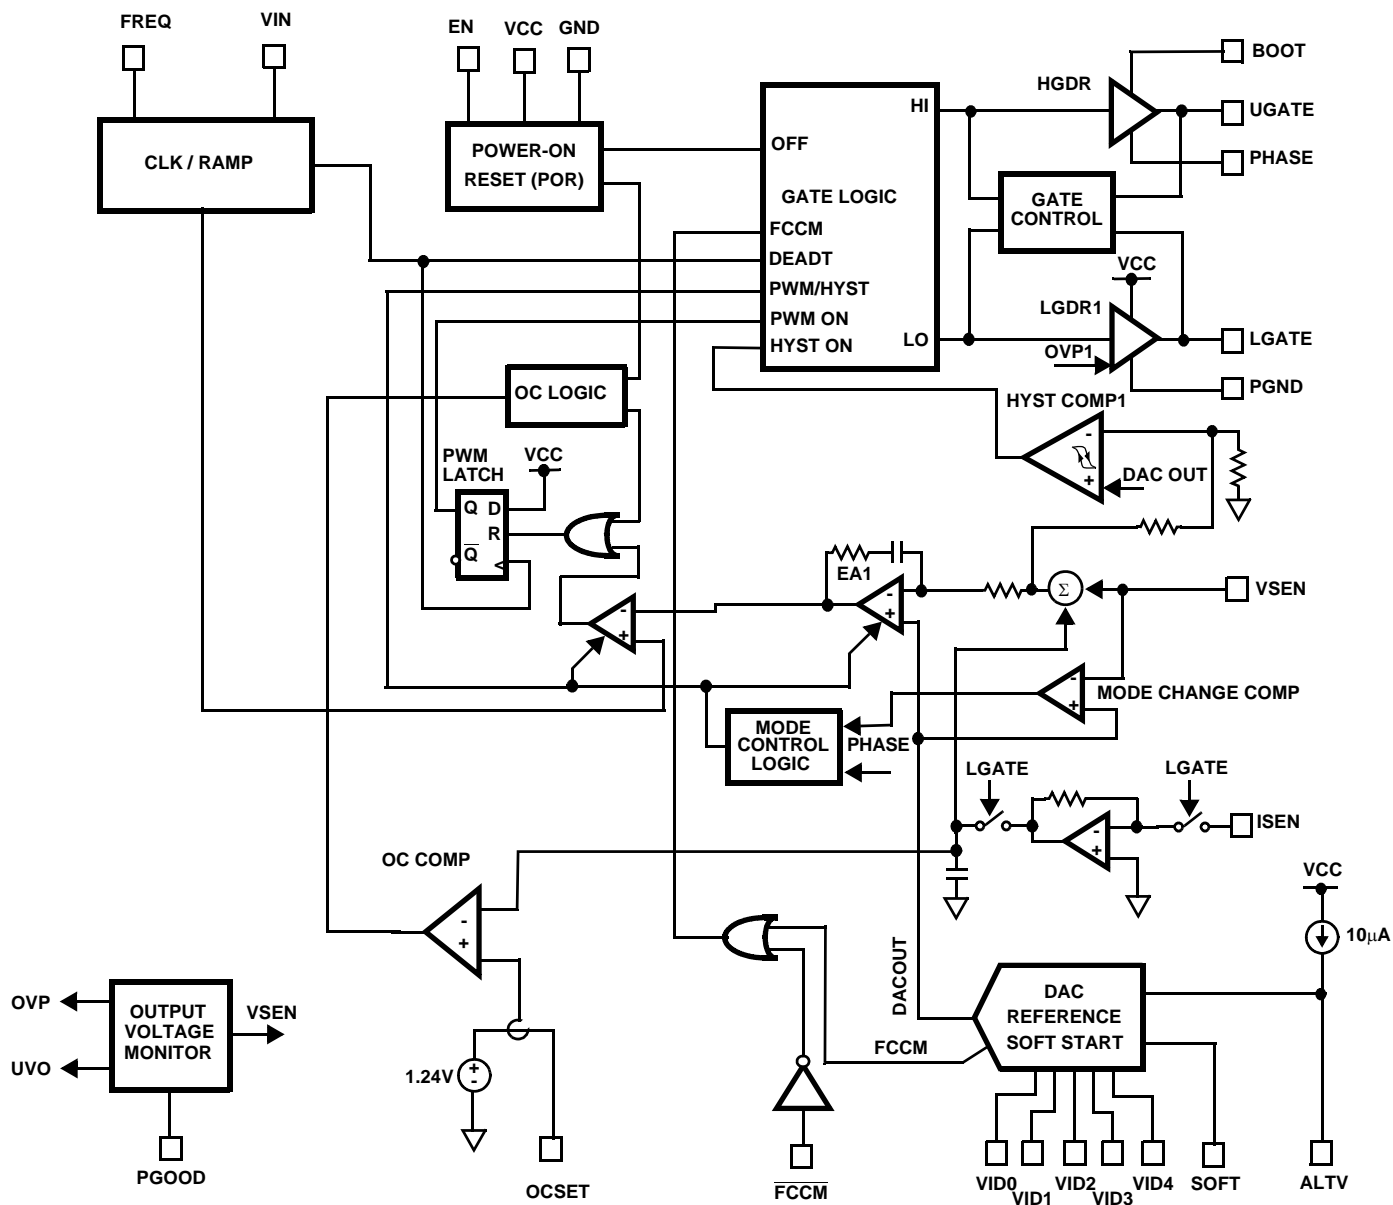 FREQ
VIN
EN
VCC
GND
BOOT
HGDR
HI
UGATE
PHASE
CLK / RAMP
POWER-ON
RESET (POR)
OFF
GATE LOGIC
FCCM
DEADT
PWM/HYST
PWM ON
HYST ON
LO
GATE
CONTROL
VCC
LGDR1
LGATE
OVP1
PGND
OC LOGIC
HYST COMP1
-
+
DAC OUT
PWM
LATCH
VCC
Q D
R
Q
EA1
-
+
-
+
Σ
VSEN
-
+
MODE CHANGE COMP
MODE
CONTROL
LOGIC
PHASE
LGATE
LGATE
-
+
ISEN
OC COMP
-
+
VCC
10μA
DACOUT
DAC
REFERENCE
SOFT START
FCCM
OVP
OUTPUT
VOLTAGE
MONITOR
VSEN
UVO
1.24V
+
-
PGOOD
OCSET
FCCM
VID0
VID1
VID2
VID3
VID4
SOFT
ALTV